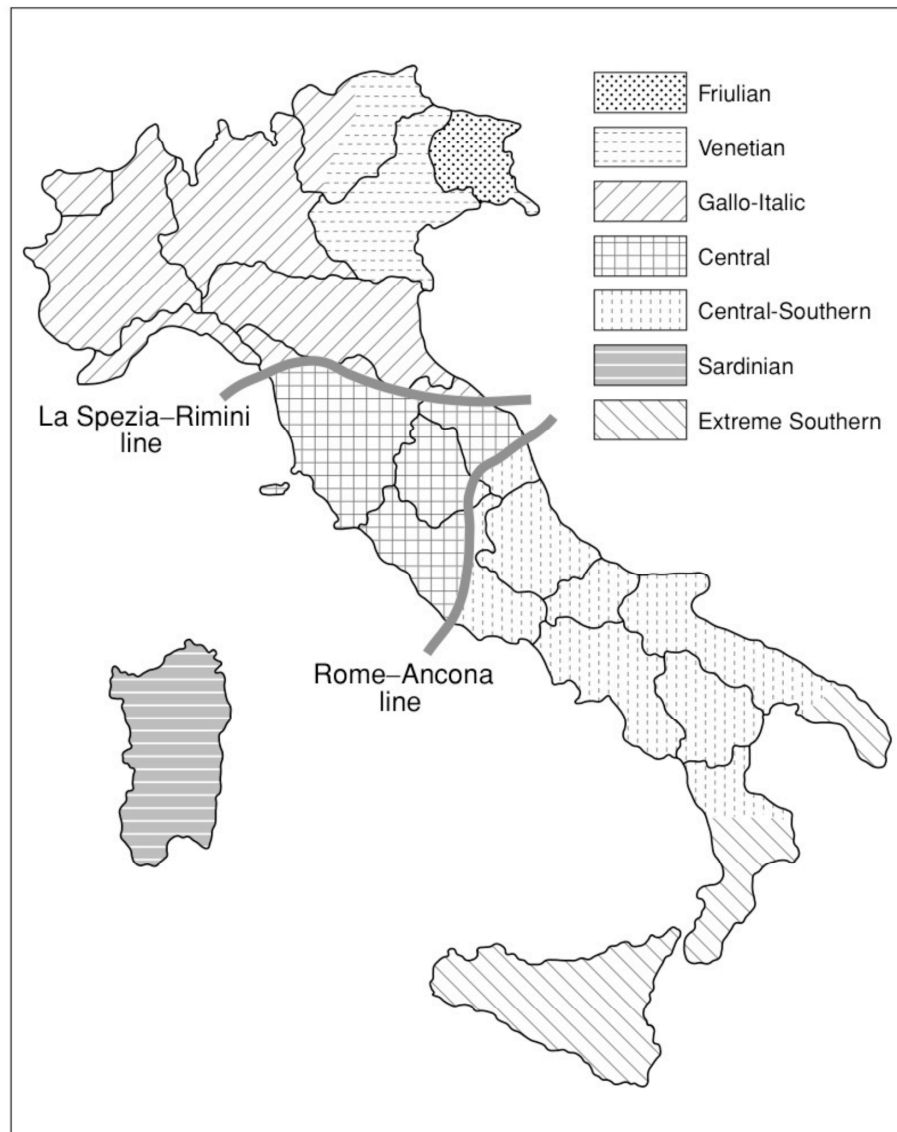 Friulian
Venetian
Gallo-Italic
Central
Central-Southern
Sardinian
Extreme Southern
La Spezia–Rimini
line
Rome–Ancona
line